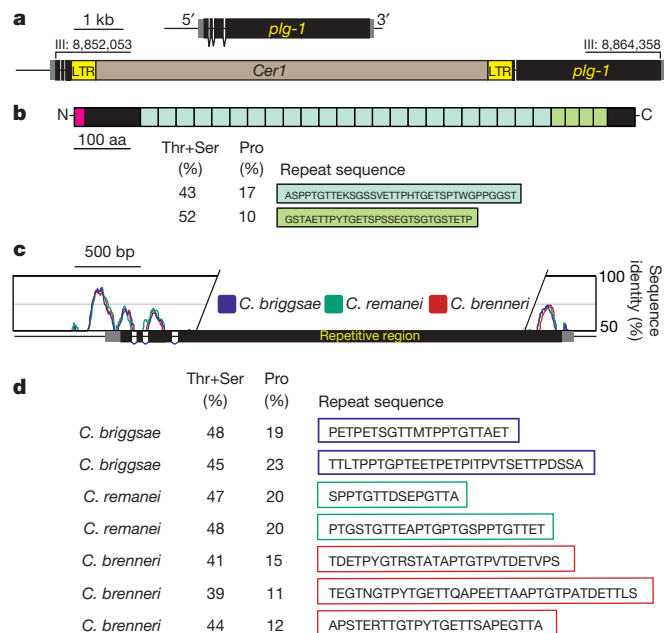 a
1 kb
5′ plg-1 3′
III: 8,852,053 III: 8,864,358
LTR Cer1 LTR plg-1
b
N C
100 aa
Thr+Ser (%) Pro (%) Repeat sequence
43 17 ASPPTGTTEKSGSSVETTPHTGETSPTWGPPGGST
52 10 GSTAETTPYTGETSPSSEGTSGTGSTETP
c
500 bp
C. briggsae C. remanei C. brenneri
100
50
Sequence identity (%)
Repetitive region
d
Thr+Ser (%) Pro (%) Repeat sequence
C. briggsae 48 19 PETPETSGTTMTPPTGTTAET
C. briggsae 45 23 TTLTPPTGPTEETPETPITPVTSETTPDSSA
C. remanei 47 20 SPPTGTTDSEPGTTA
C. remanei 48 20 PTGSTGTTEAPTGPTGSPPTGTTET
C. brenneri 41 15 TDETPYGTRSTATAPTGTPVTDETVPS
C. brenneri 39 11 TEGTNGTPYTGETTQAPEETTAAPTGTPATDETTLS
C. brenneri 44 12 APSTERTTGTPYTGETTSAPEGTTA